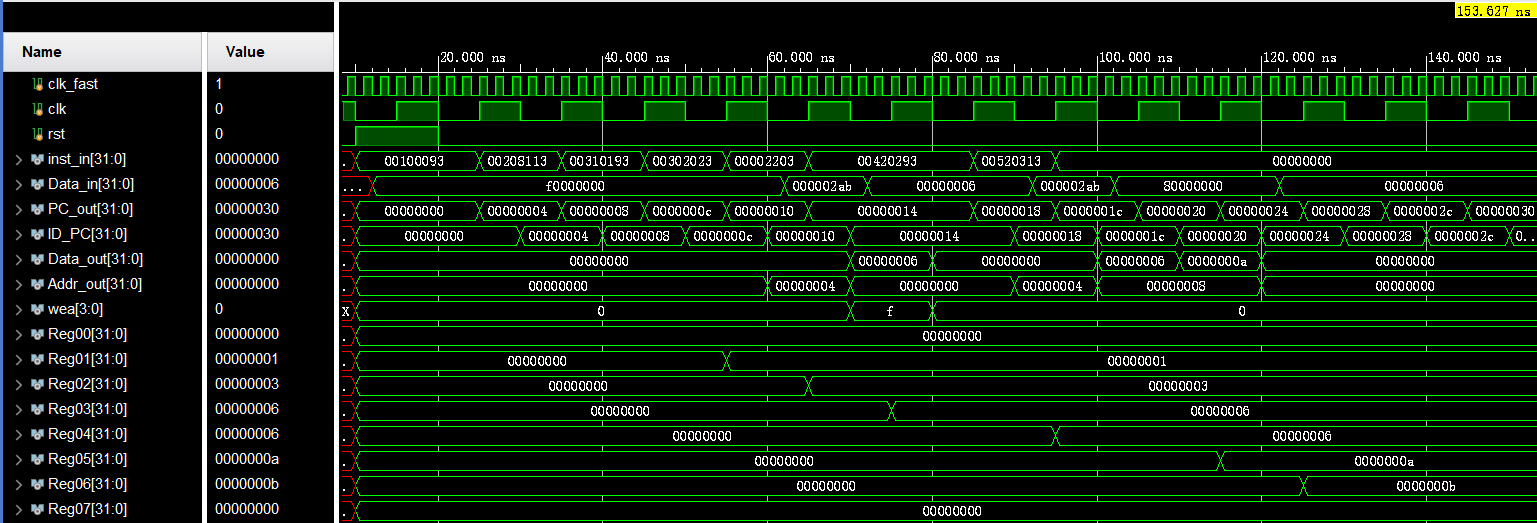 153.627 ns
Name Value
20.000 ns 40.000 ns 60.000 ns 80.000 ns 100.000 ns 120.000 ns 140.000 ns
clk_fast 1
clk 0
rst 0
inst_in[31:0] 00000000 . 00100093 00208113 00310193 00302023 00002203 00420293 00520313 00000000
Data_in[31:0] 00000006 ... f0000000 000002ab 00000006 000002ab 80000000 00000006
PC_out[31:0] 00000030 . 00000000 00000004 00000008 0000000c 00000010 00000014 00000018 0000001c 00000020 00000024 00000028 0000002c 00000030
ID_PC[31:0] 00000030 . 00000000 00000004 00000008 0000000c 00000010 00000014 00000018 0000001c 00000020 00000024 00000028 0000002c 0...
Data_out[31:0] 00000000 . 00000000 00000006 00000000 00000006 0000000a 00000000
Addr_out[31:0] 00000000 . 00000000 00000004 00000000 00000004 00000008 00000000
wea[3:0] 0 X 0 f 0
Reg00[31:0] 00000000 . 00000000
Reg01[31:0] 00000001 . 00000000 00000001
Reg02[31:0] 00000003 . 00000000 00000003
Reg03[31:0] 00000006 . 00000000 00000006
Reg04[31:0] 00000006 . 00000000 00000006
Reg05[31:0] 0000000a . 00000000 0000000a
Reg06[31:0] 0000000b . 00000000 0000000b
Reg07[31:0] 00000000 . 00000000